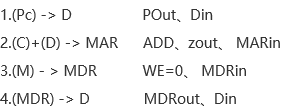 1.(Pc) -> D POut、Din
2.(C)+(D) -> MAR ADD、zout、 MARin
3.(M) - > MDR WE=0、 MDRin
4.(MDR) -> D MDRout、Din